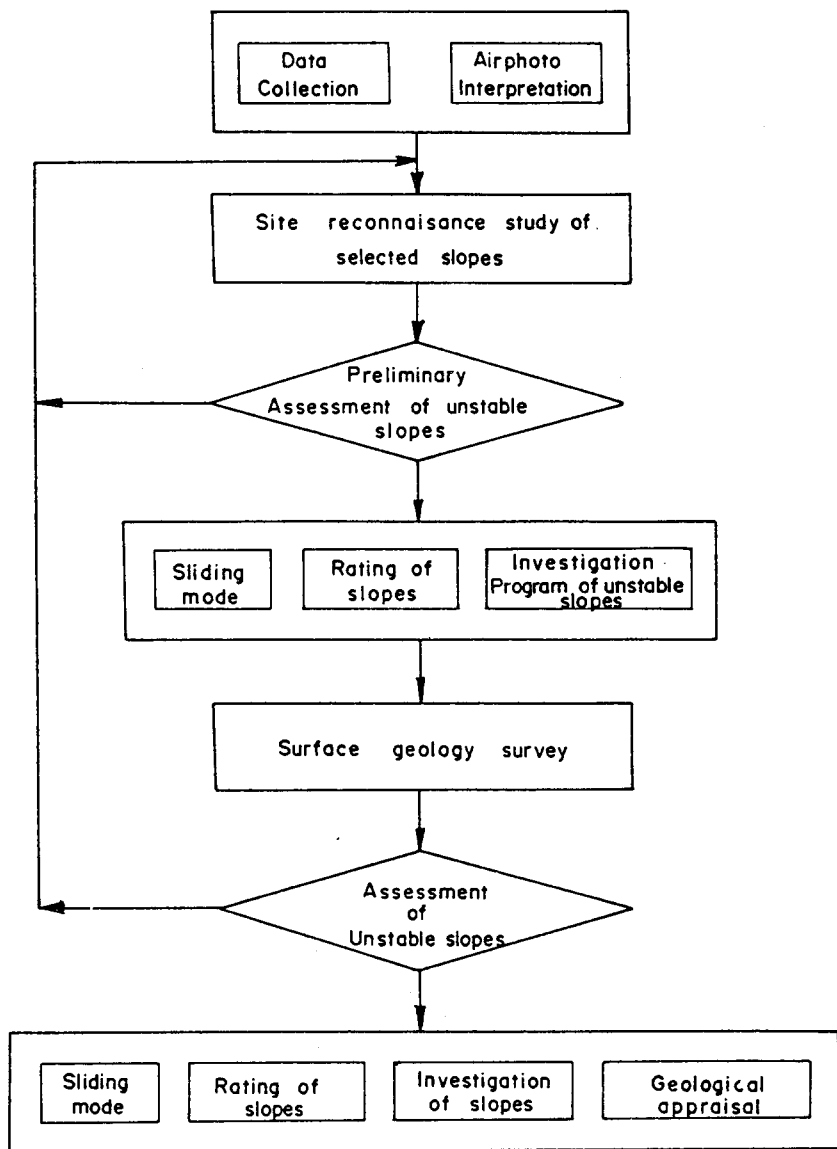 Data
Collection
Airphoto
Interpretation
Site reconnaisance study of
selected slopes
Preliminary
Assessment of unstable
slopes
Sliding
mode
Rating of
slopes
Investigation
Program of unstable
slopes
Surface geology survey
Assessment
of
Unstable slopes
Sliding
mode
Rating of
slopes
Investigation
of slopes
Geological
appraisal